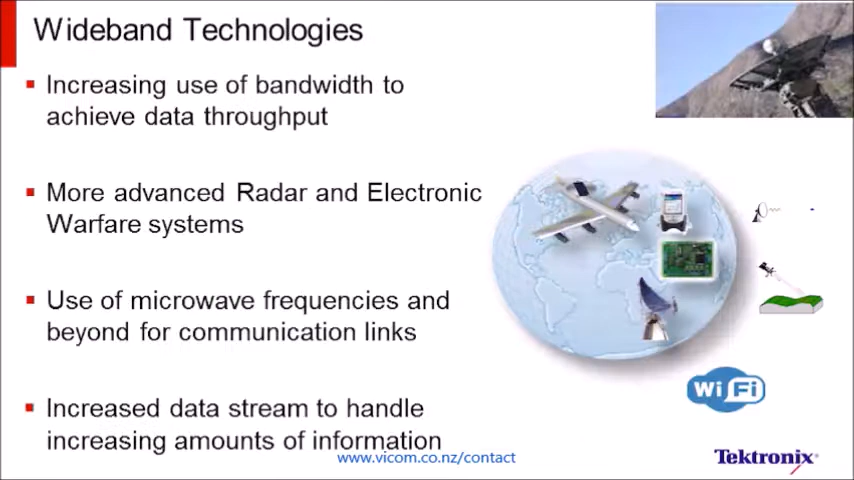 Wideband Technologies
Increasing use of bandwidth to
achieve data throughput
More advanced Radar and Electronic
Warfare systems
Use of microwave frequencies and
beyond for communication links
Increased data stream to handle
increasing amounts of information
www.vicom.co.nz/contact
Wi Fi
Tektronix